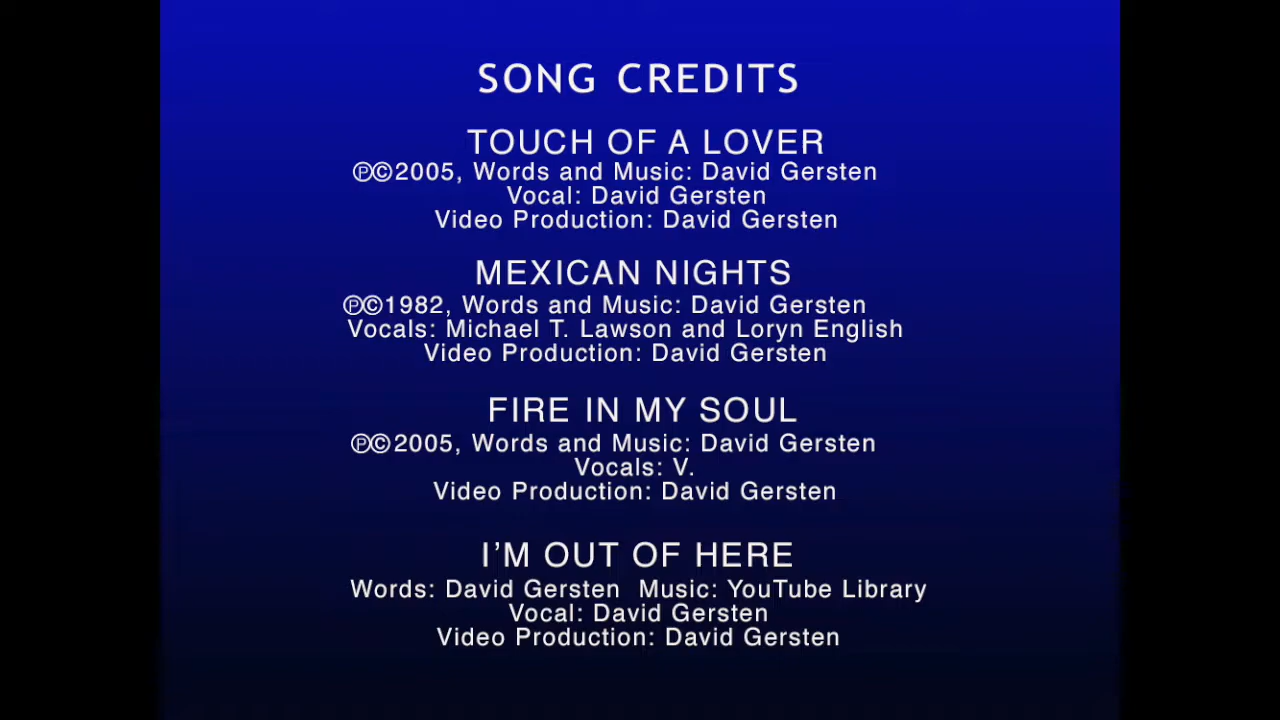 SONG CREDITS
TOUCH OF A LOVER
℗©2005, Words and Music: David Gersten
Vocal: David Gersten
Video Production: David Gersten
MEXICAN NIGHTS
℗©1982, Words and Music: David Gersten
Vocals: Michael T. Lawson and Loryn English
Video Production: David Gersten
FIRE IN MY SOUL
℗©2005, Words and Music: David Gersten
Vocals: V.
Video Production: David Gersten
I’M OUT OF HERE
Words: David Gersten  Music: YouTube Library
Vocal: David Gersten
Video Production: David Gersten